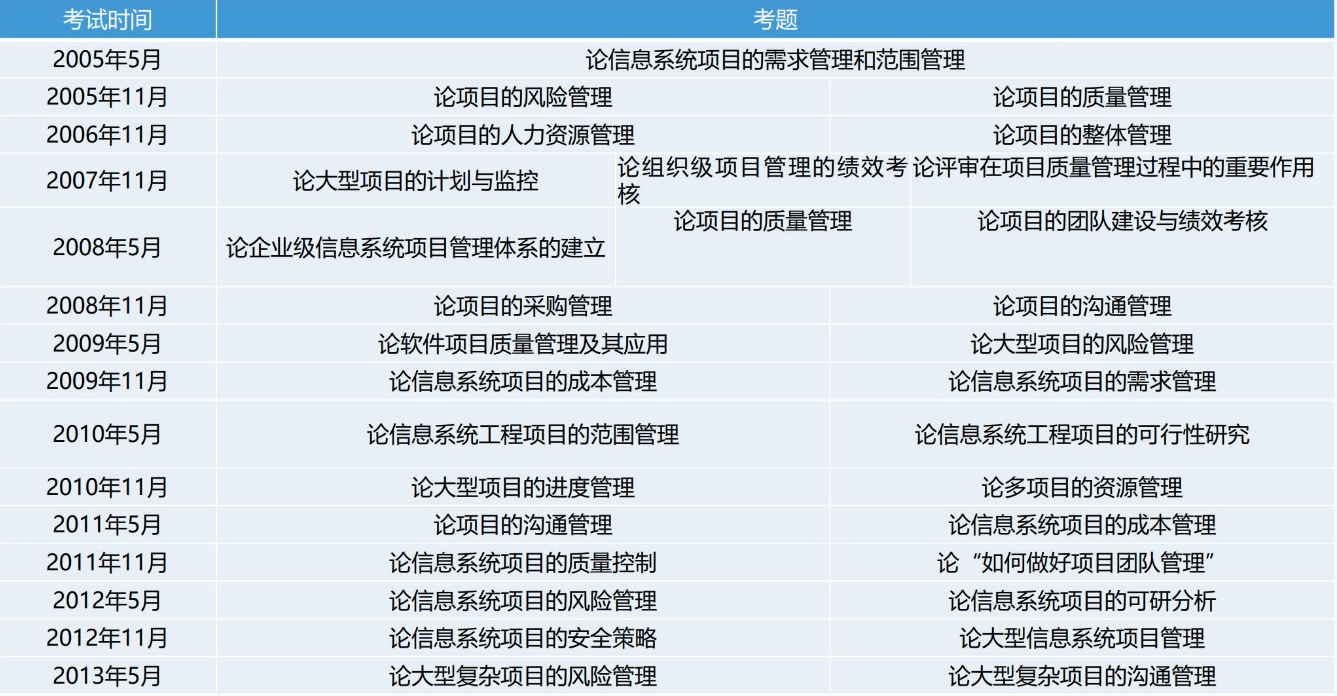 考试时间 考题
2005年5月 论信息系统项目的需求管理和范围管理
2005年11月 论项目的风险管理 论项目的质量管理
2006年11月 论项目的人力资源管理 论项目的整体管理
2007年11月 论大型项目的计划与监控 论组织级项目管理的绩效考 论评审在项目质量管理过程中的重要作用
核
2008年5月 论企业级信息系统项目管理体系的建立 论项目的质量管理 论项目的团队建设与绩效考核
2008年11月 论项目的采购管理 论项目的沟通管理
2009年5月 论软件项目质量管理及其应用 论大型项目的风险管理
2009年11月 论信息系统项目的成本管理 论信息系统项目的需求管理
2010年5月 论信息系统工程项目的范围管理 论信息系统工程项目的可行性研究
2010年11月 论大型项目的进度管理 论多项目的资源管理
2011年5月 论项目的沟通管理 论信息系统项目的成本管理
2011年11月 论信息系统项目的质量控制 论“如何做好项目团队管理”
2012年5月 论信息系统项目的风险管理 论信息系统项目的可研分析
2012年11月 论信息系统项目的安全策略 论大型信息系统项目管理
2013年5月 论大型复杂项目的风险管理 论大型复杂项目的沟通管理